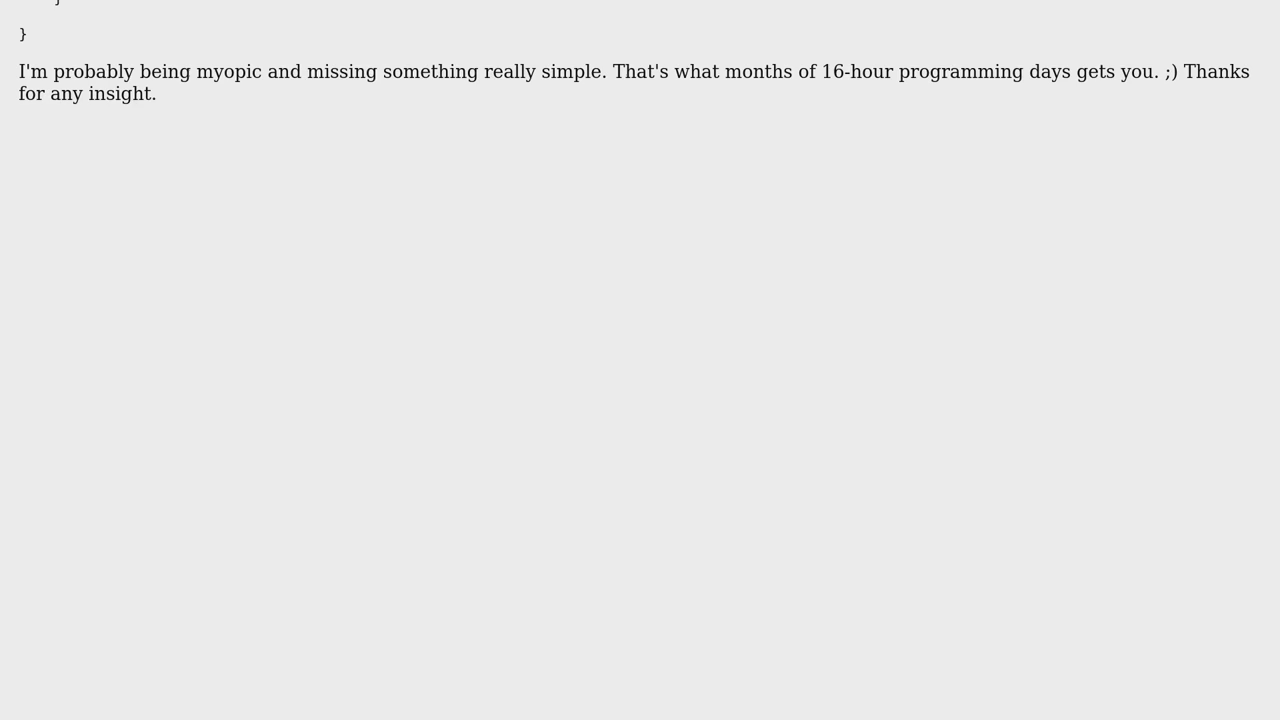 }
}
I'm probably being myopic and missing something really simple. That's what months of 16-hour programming days gets you. ;) Thanks
for any insight.